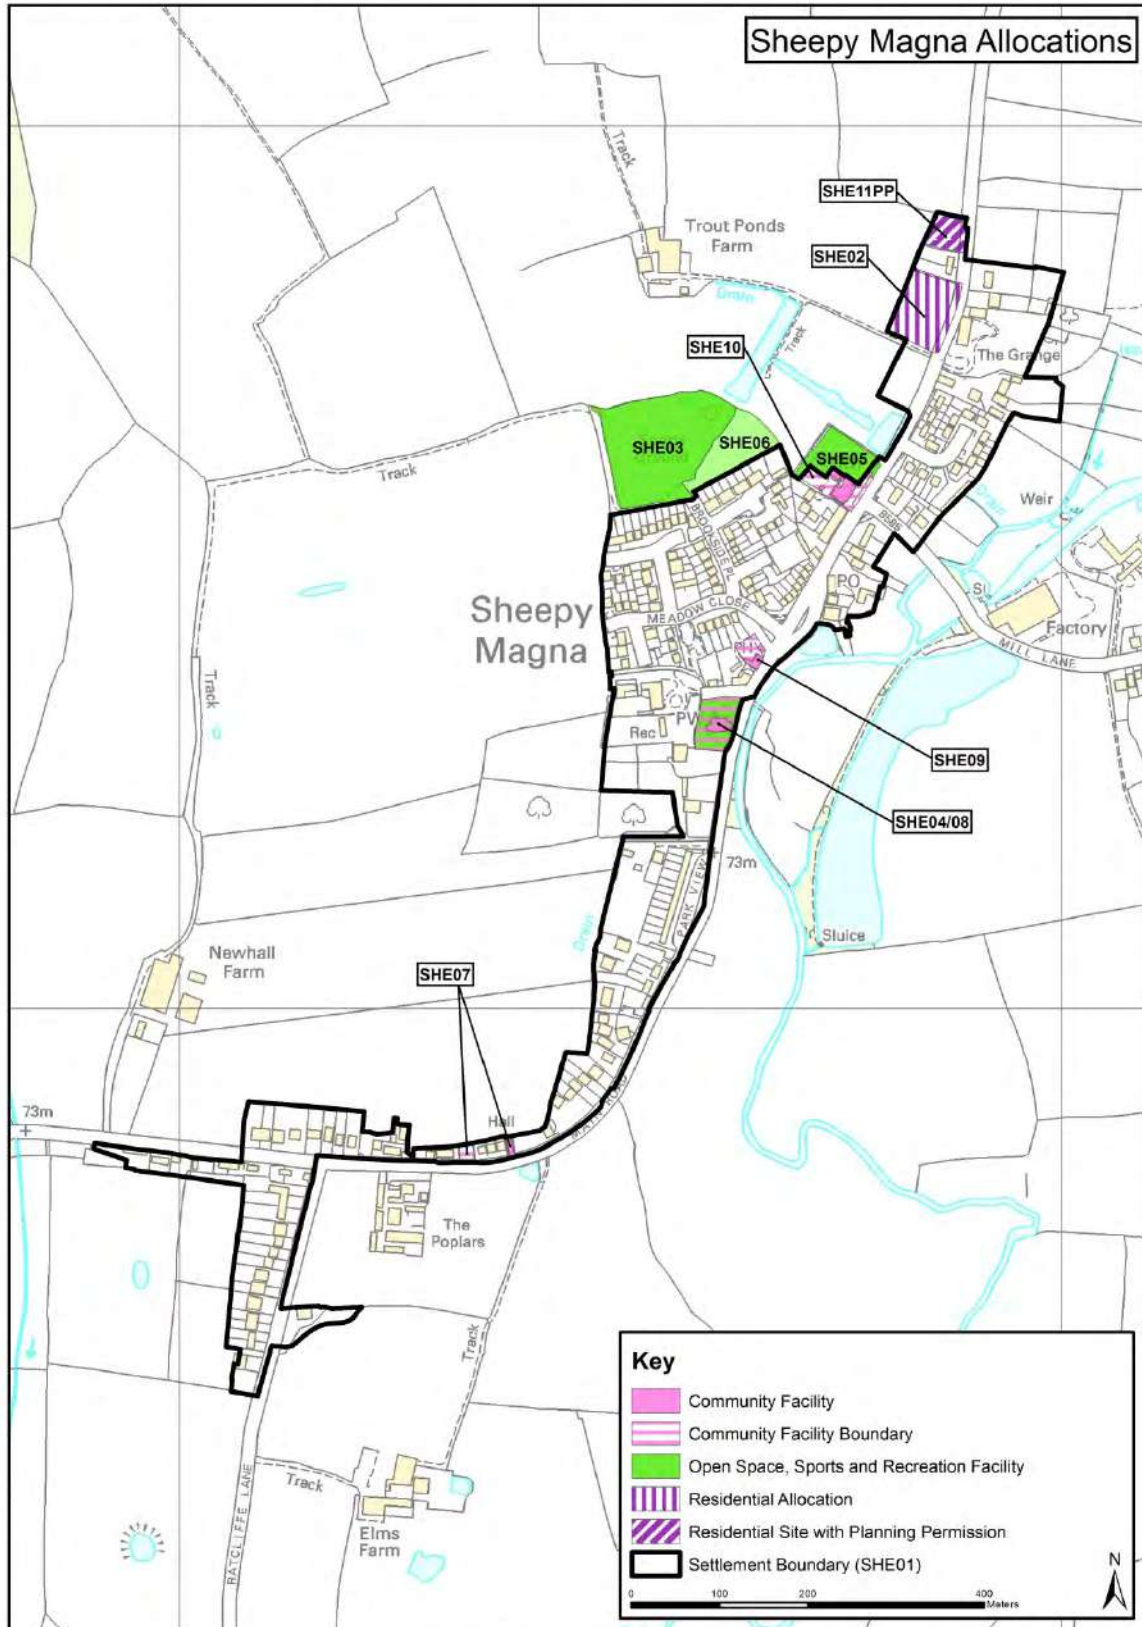 Sheepy Magna Allocations
Track
SHE11PP
Trout Ponds
Farm
SHE02
Drain
Track
SHE10
The Grange
SHE03
SHE06
SHE05
Track
Drain
Weir
BROOKSIDE PL
B585
PO
Sheepy
Magna
MEADOW CLOSE
Factory
MILL LANE
Track
PH
PW
Rec
SHE09
SHE04/08
73m
PARK VIEW
Drain
Sluice
Newhall
Farm
SHE07
73m
Hall
MAIN ROAD
The
Poplars
Track
Track
Elms
Farm
RATCLIFFE LANE
Key
Community Facility
Community Facility Boundary
Open Space, Sports and Recreation Facility
Residential Allocation
Residential Site with Planning Permission
Settlement Boundary (SHE01)
N
0 100 200 400
Meters